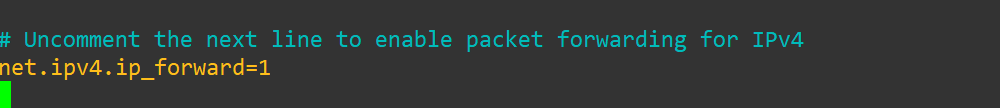 # Uncomment the next line to enable packet forwarding for IPv4
net.ipv4.ip_forward=1